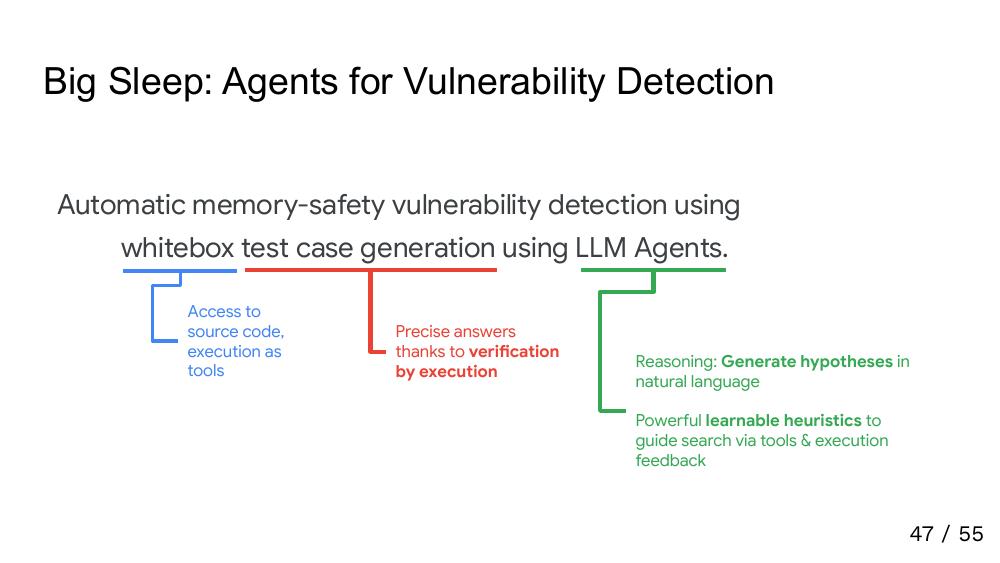 Big Sleep: Agents for Vulnerability Detection
Automatic memory-safety vulnerability detection using
whitebox test case generation using LLM Agents.
Access to
source code,
execution as
tools
Precise answers
thanks to verification
by execution
Reasoning: Generate hypotheses in
natural language
Powerful learnable heuristics to
guide search via tools & execution
feedback
47 / 55